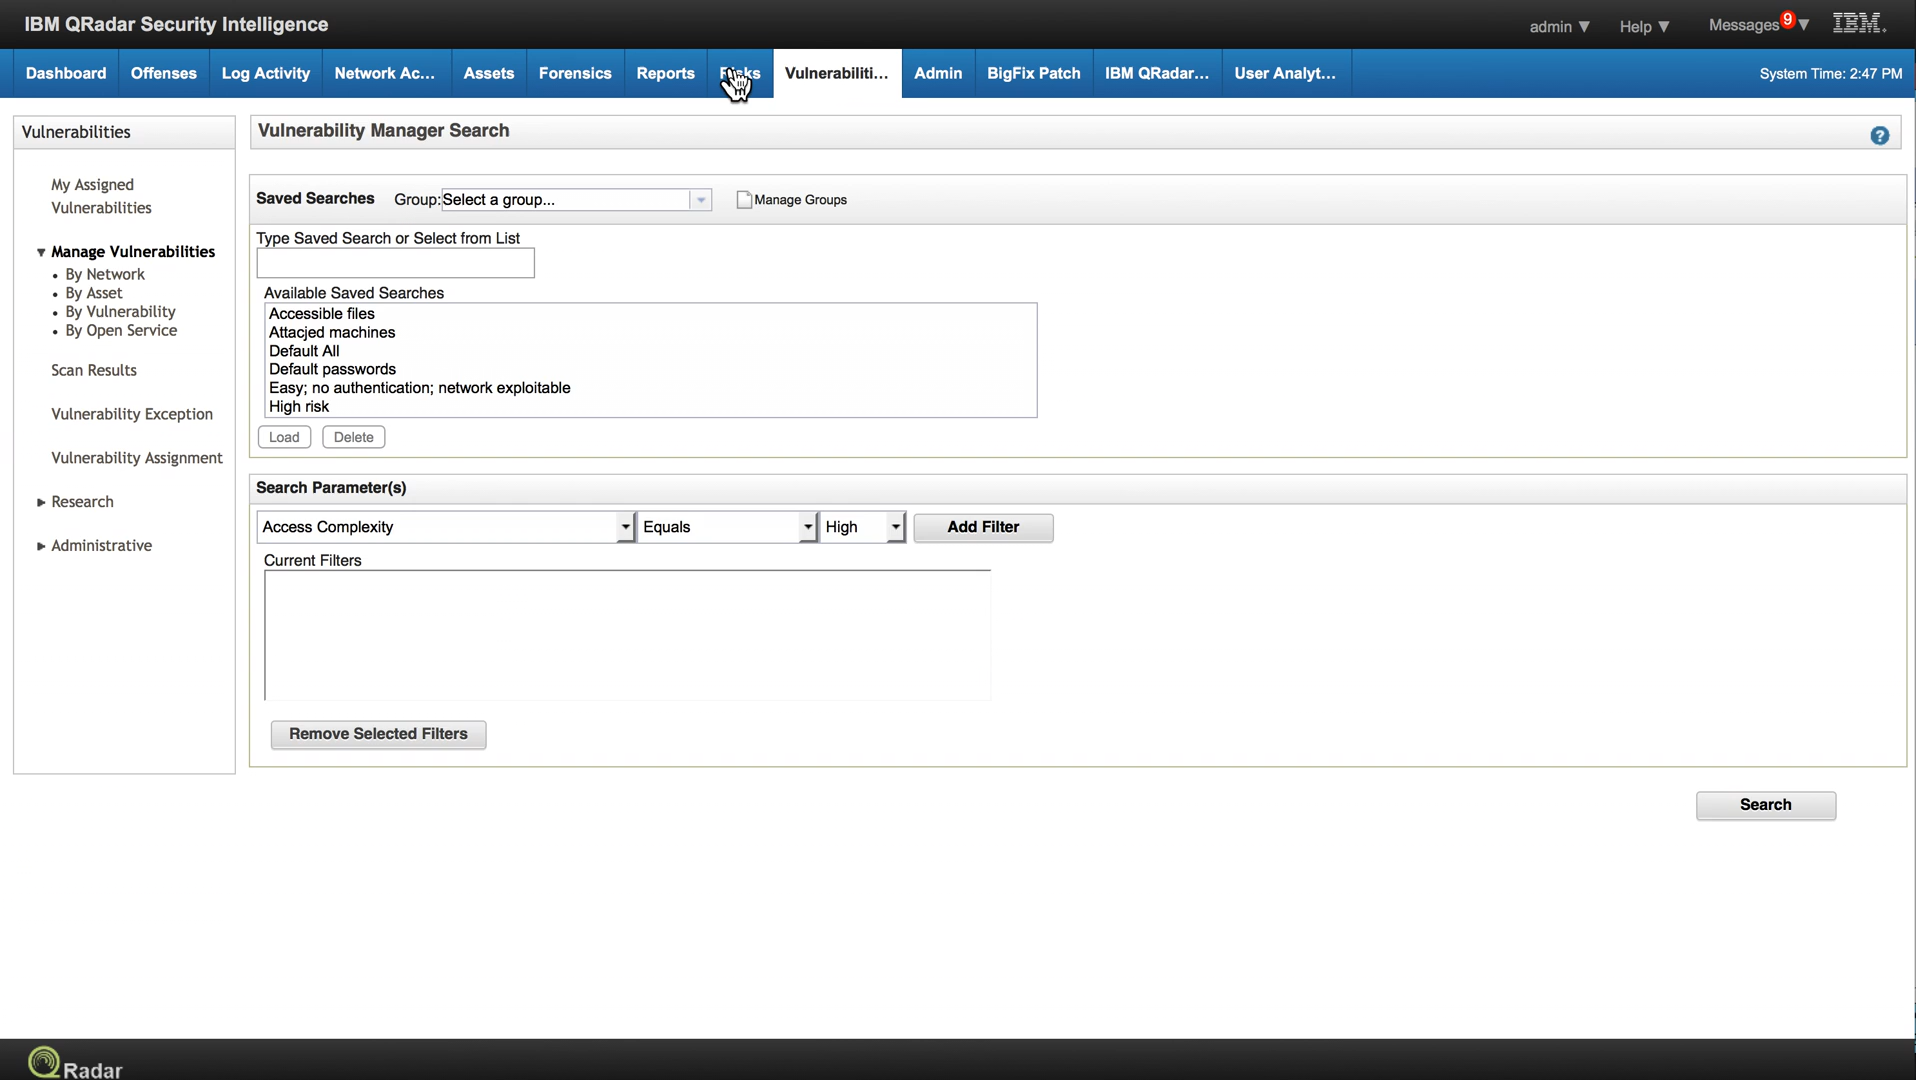 IBM QRadar Security Intelligence
admin ▼ Help ▼ Messages 9 ▼ IBM.
Dashboard Offenses Log Activity Network Ac... Assets Forensics Reports Vulnerabiliti... Admin BigFix Patch IBM QRadar... User Analyt... System Time: 2:47 PM
Vulnerabilities
My Assigned
Vulnerabilities
Manage Vulnerabilities
• By Network
• By Asset
• By Vulnerability
• By Open Service
Scan Results
Vulnerability Exception
Vulnerability Assignment
Research
Administrative
Vulnerability Manager Search ?
Saved Searches Group: Select a group... Manage Groups
Type Saved Search or Select from List
Available Saved Searches
Accessible files
Attacjed machines
Default All
Default passwords
Easy; no authentication; network exploitable
High risk
Load Delete
Search Parameter(s)
Access Complexity Equals High Add Filter
Current Filters
Remove Selected Filters
Search
QRadar